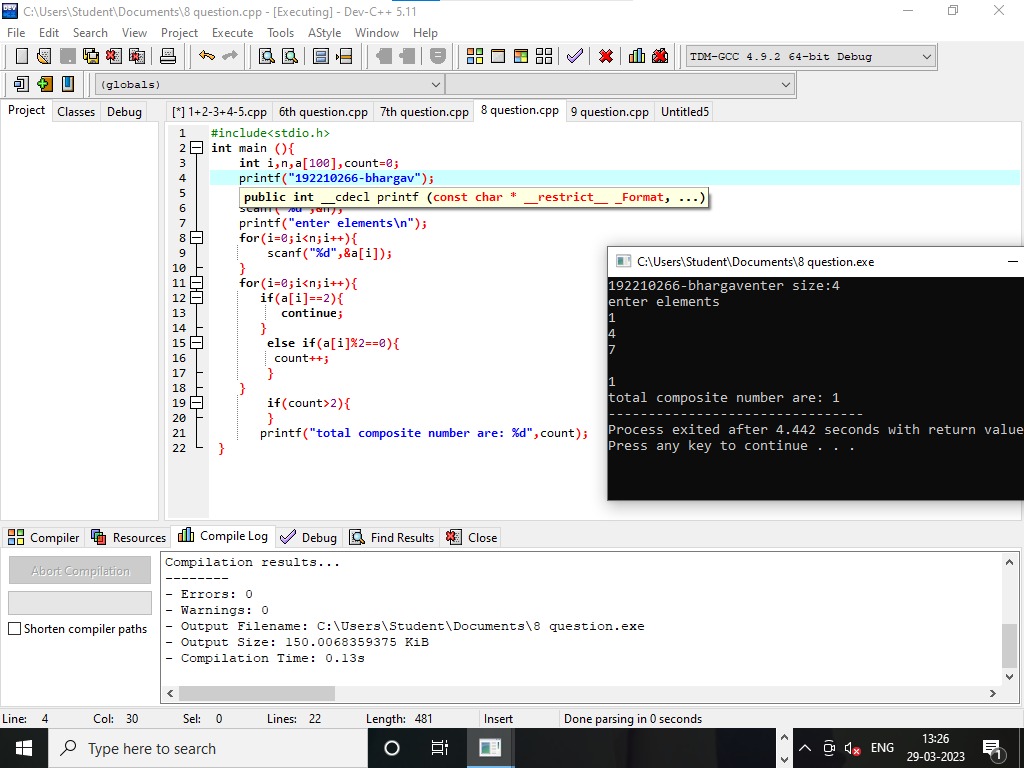 C:\Users\Student\Documents\8 question.cpp - [Executing] - Dev-C++ 5.11
File Edit Search View Project Execute Tools AStyle Window Help
TDM-GCC 4.9.2 64-bit Debug
(globals)
Project Classes Debug [*] 1+2-3+4-5.cpp 6th question.cpp 7th question.cpp 8 question.cpp 9 question.cpp Untitled5
1 #include<stdio.h>
2 int main (){
3 int i,n,a[100],count=0;
4 printf("192210266-bhargav");
5 public int __cdecl printf (const char * __restrict__ _Format, ...)
6 scanf("%d",&n);
7 printf("enter elements\n");
8 for(i=0;i<n;i++){
9 scanf("%d",&a[i]);
10 }
11 for(i=0;i<n;i++){
12 if(a[i]==2){
13 continue;
14 }
15 else if(a[i]%2==0){
16 count++;
17 }
18 }
19 if(count>2){
20 }
21 printf("total composite number are: %d",count);
22 }
C:\Users\Student\Documents\8 question.exe
192210266-bhargaventer size:4
enter elements
1
4
7
1
total composite number are: 1
--------------------------------
Process exited after 4.442 seconds with return value
Press any key to continue . . .
Compiler Resources Compile Log Debug Find Results Close
Abort Compilation
Shorten compiler paths
Compilation results...
--------
- Errors: 0
- Warnings: 0
- Output Filename: C:\Users\Student\Documents\8 question.exe
- Output Size: 150.0068359375 KiB
- Compilation Time: 0.13s
Line: 4 Col: 30 Sel: 0 Lines: 22 Length: 481 Insert Done parsing in 0 seconds
Type here to search
ENG
13:26
29-03-2023
1